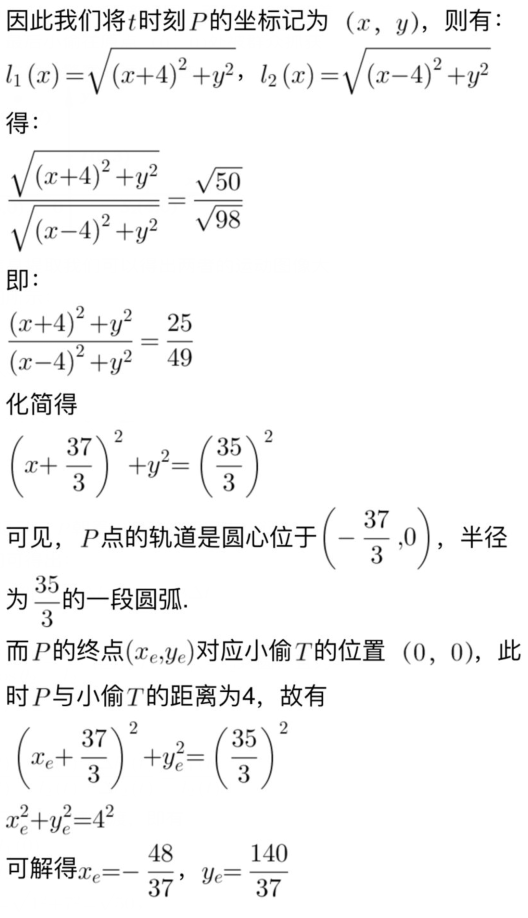 因此我们将t时刻P的坐标记为（x，y），则有：
l₁(x)=√((x+4)²+y²)，l₂(x)=√((x−4)²+y²)
得：
√((x+4)²+y²)/√((x−4)²+y²)=√50/√98
即：
((x+4)²+y²)/((x−4)²+y²)=25/49
化简得
(x+37/3)²+y²=(35/3)²
可见，P点的轨道是圆心位于(−37/3,0)，半径
为35/3的一段圆弧.
而P的终点(xₑ,yₑ)对应小偷T的位置（0，0)，此
时P与小偷T的距离为4，故有
(xₑ+37/3)²+yₑ²=(35/3)²
xₑ²+yₑ²=4²
可解得xₑ=−48/37，yₑ=140/37